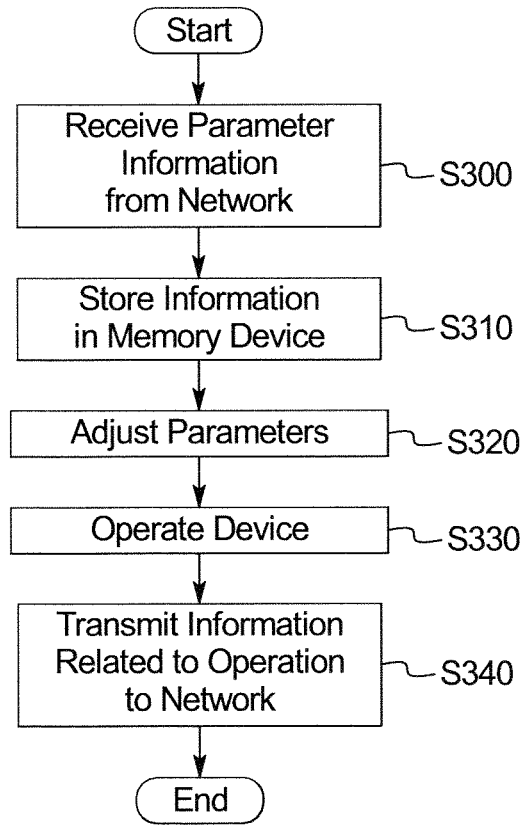 Start
Receive Parameter
Information
from Network
S300
Store Information
in Memory Device
S310
Adjust Parameters
S320
Operate Device
S330
Transmit Information
Related to Operation
to Network
S340
End